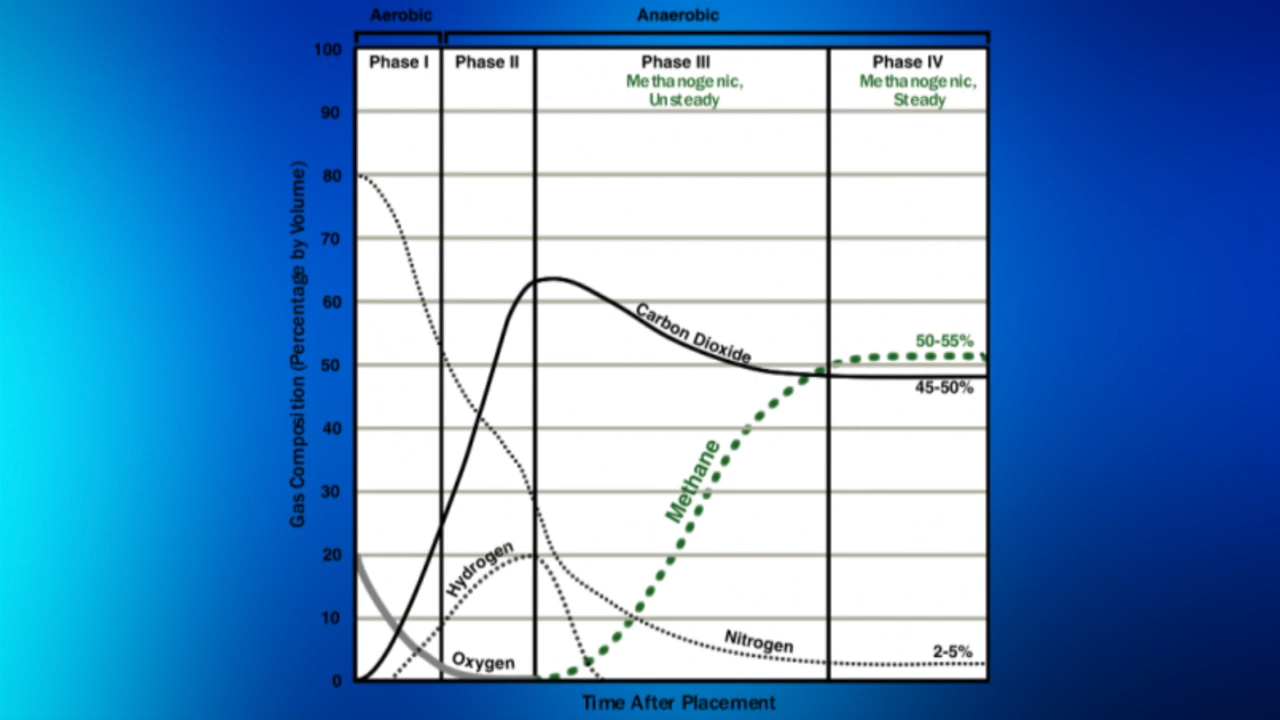 Aerobic
Anaerobic
100
90
80
70
60
50
40
30
20
10
0
Gas Composition (Percentage by Volume)
Phase I
Phase II
Phase III
Methanogenic,
Unsteady
Phase IV
Methanogenic,
Steady
Carbon Dioxide
50-55%
45-50%
Methane
Hydrogen
Oxygen
Nitrogen
2-5%
Time After Placement